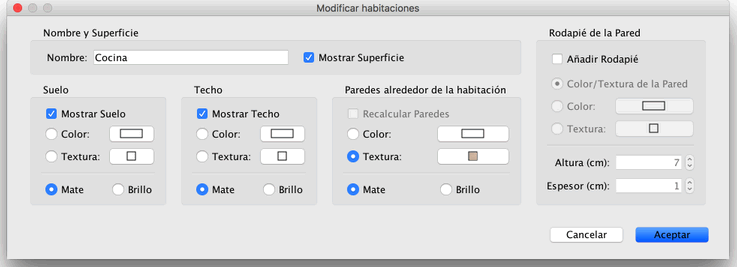 Modificar habitaciones
Nombre y Superficie
Nombre: Cocina Mostrar Superficie
Suelo
Mostrar Suelo
Color:
Textura:
Mate Brillo
Techo
Mostrar Techo
Color:
Textura:
Mate Brillo
Paredes alrededor de la habitación
Recalcular Paredes
Color:
Textura:
Mate Brillo
Rodapié de la Pared
Añadir Rodapié
Color/Textura de la Pared
Color:
Textura:
Altura (cm): 7
Espesor (cm): 1
Cancelar Aceptar